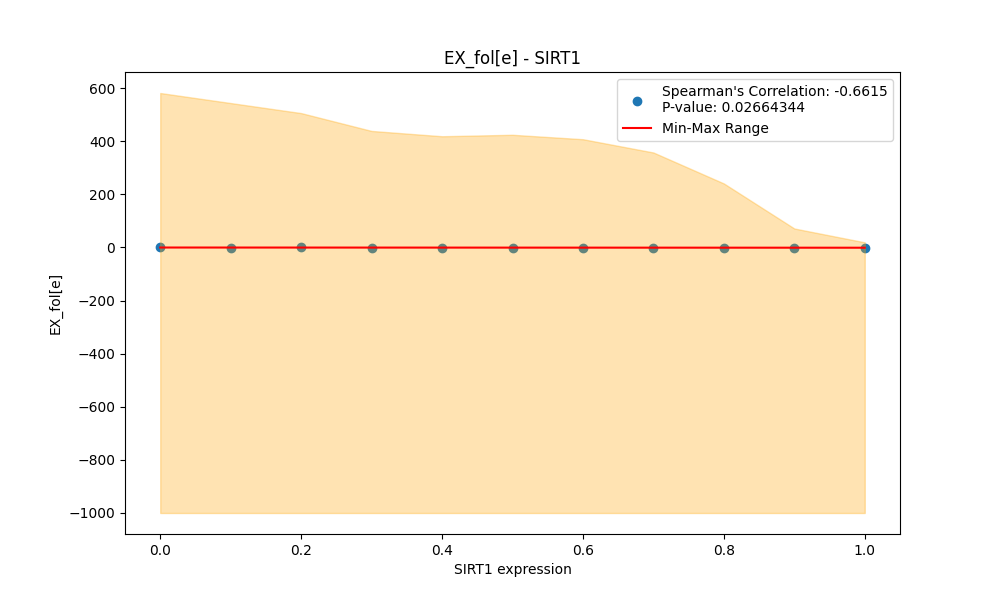 EX_fol[e] - SIRT1
Spearman's Correlation: -0.6615
P-value: 0.02664344
Min-Max Range
EX_fol[e]
600
400
200
0
−200
−400
−600
−800
−1000
0.0
0.2
0.4
0.6
0.8
1.0
SIRT1 expression